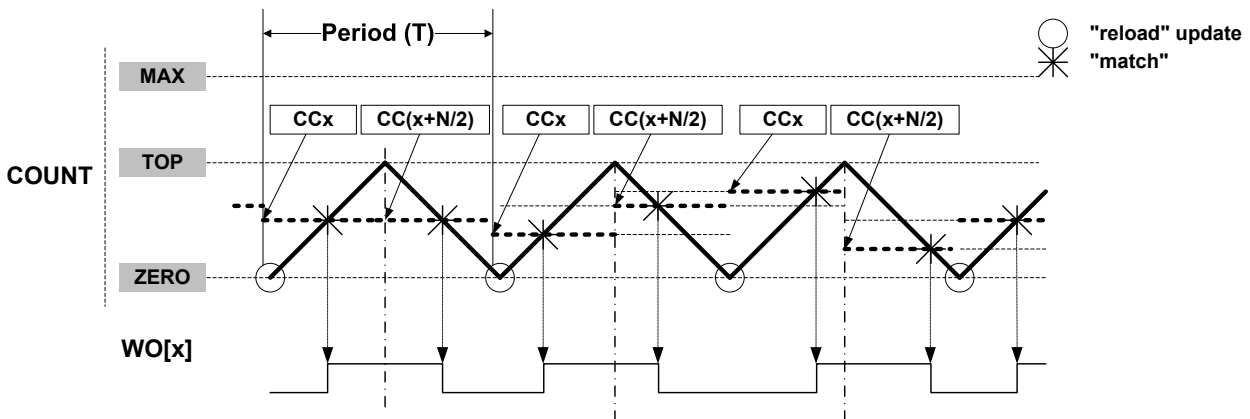 Period (T)
"reload" update
"match"
MAX
CCx
CC(x+N/2)
CCx
CC(x+N/2)
CCx
CC(x+N/2)
TOP
COUNT
ZERO
WO[x]